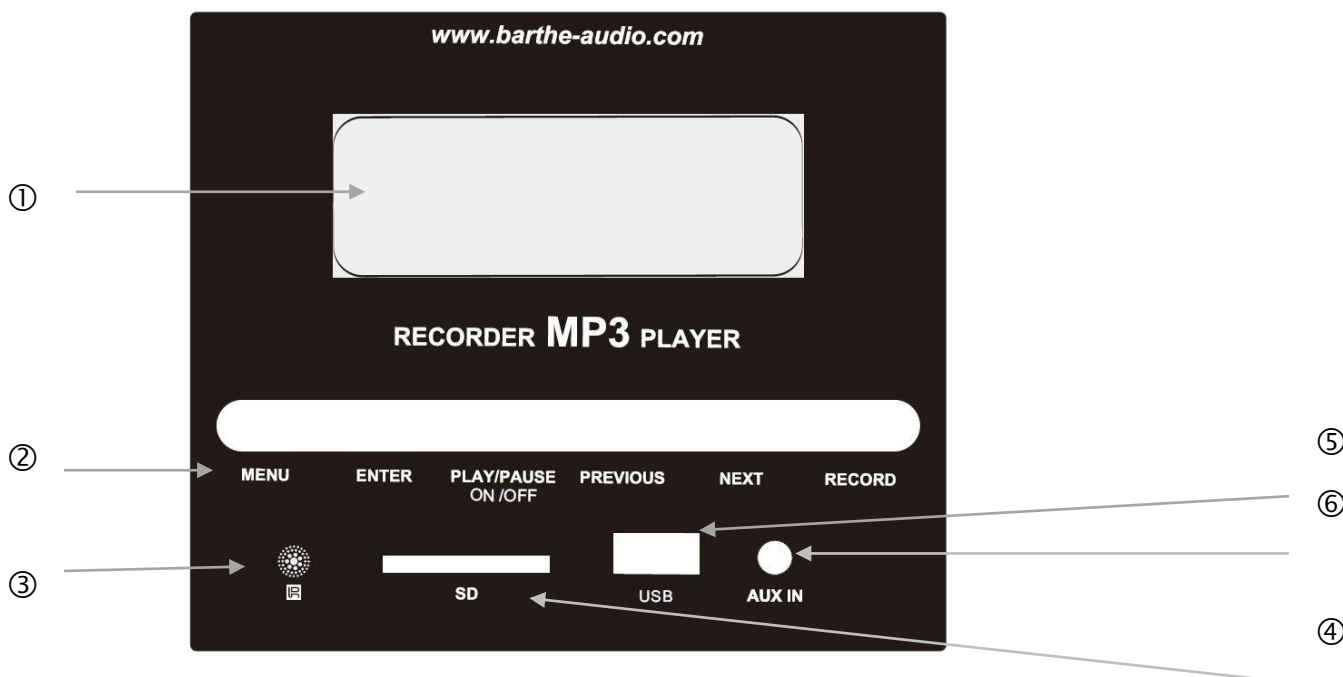 www.barthe-audio.com
①
RECORDER MP3 PLAYER
②
⑤
MENU ENTER PLAY/PAUSE PREVIOUS NEXT RECORD
ON /OFF
⑥
③
IR
SD USB AUX IN
④